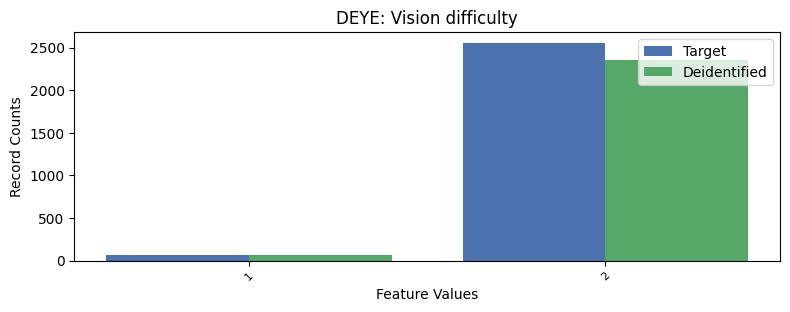 DEYE: Vision difficulty
Target
Deidentified
Record Counts
2500
2000
1500
1000
500
0
1
2
Feature Values